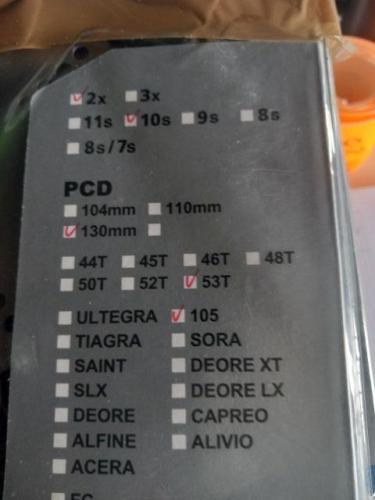 2x 3x
11s 10s 9s 8s
8s/7s
PCD
104mm 110mm
130mm
44T 45T 46T 48T
50T 52T 53T
ULTEGRA 105
TIAGRA SORA
SAINT DEORE XT
SLX DEORE LX
DEORE CAPREO
ALFINE ALIVIO
ACERA